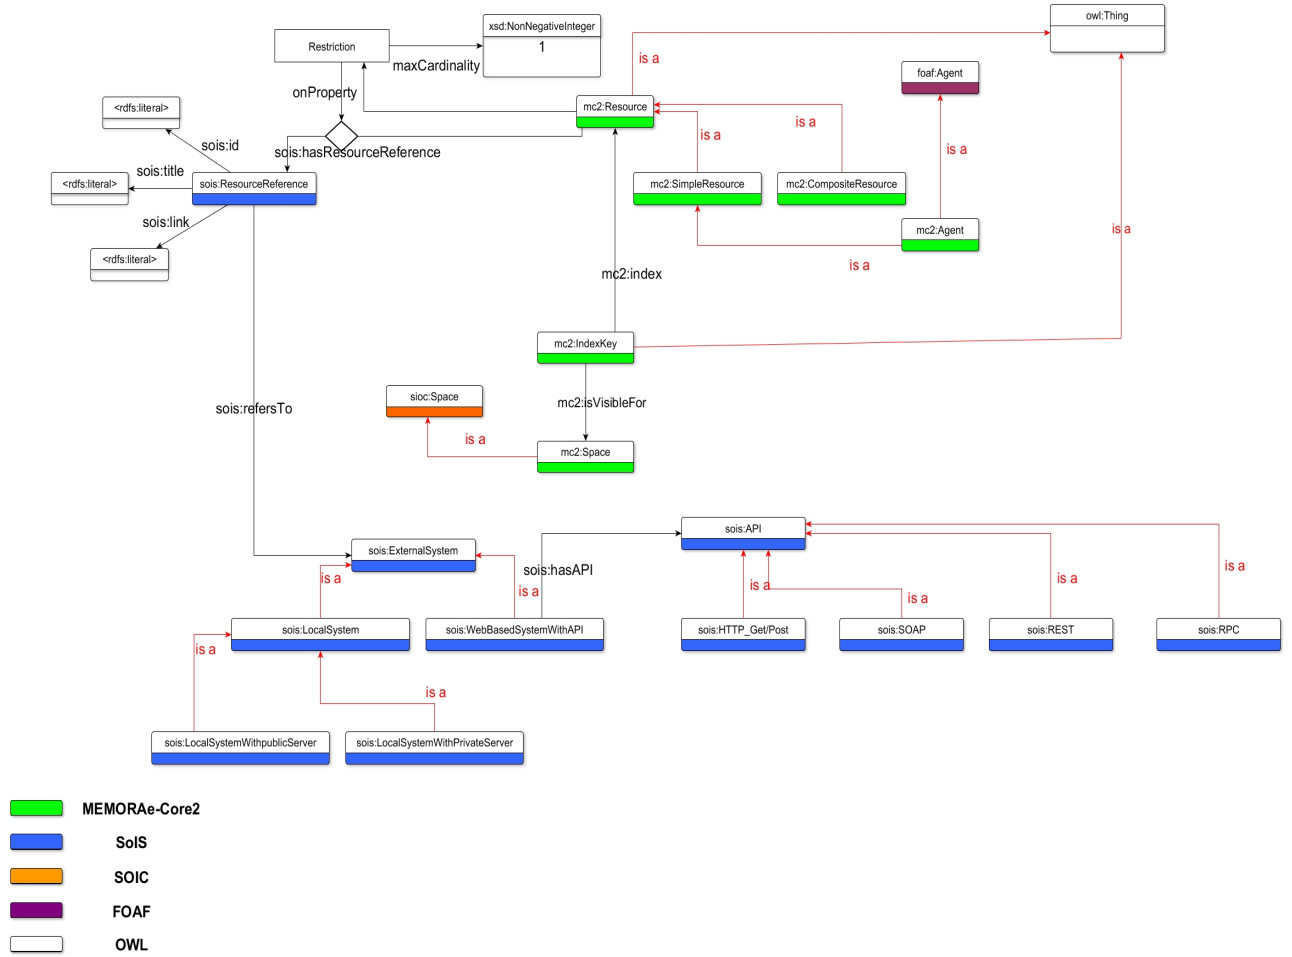 owl:Thing
xsd:NonNegativeInteger
1
Restriction
is a
maxCardinality
foaf:Agent
onProperty
<rdfs:literal>
mc2:Resource
is a
is a
sois:id
is a
sois:hasResourceReference
sois:title
<rdfs:literal>
sois:ResourceReference
mc2:SimpleResource
mc2:CompositeResource
sois:link
mc2:Agent
is a
<rdfs:literal>
is a
mc2:index
mc2:IndexKey
sioc:Space
mc2:isVisibleFor
sois:refersTo
is a
mc2:Space
sois:API
sois:ExternalSystem
sois:hasAPI
is a
is a
is a
is a
is a
is a
sois:LocalSystem
sois:WebBasedSystemWithAPI
sois:HTTP_Get/Post
sois:SOAP
sois:REST
sois:RPC
is a
is a
sois:LocalSystemWithpublicServer
sois:LocalSystemWithPrivateServer
MEMORAe-Core2
SoIS
SOIC
FOAF
OWL